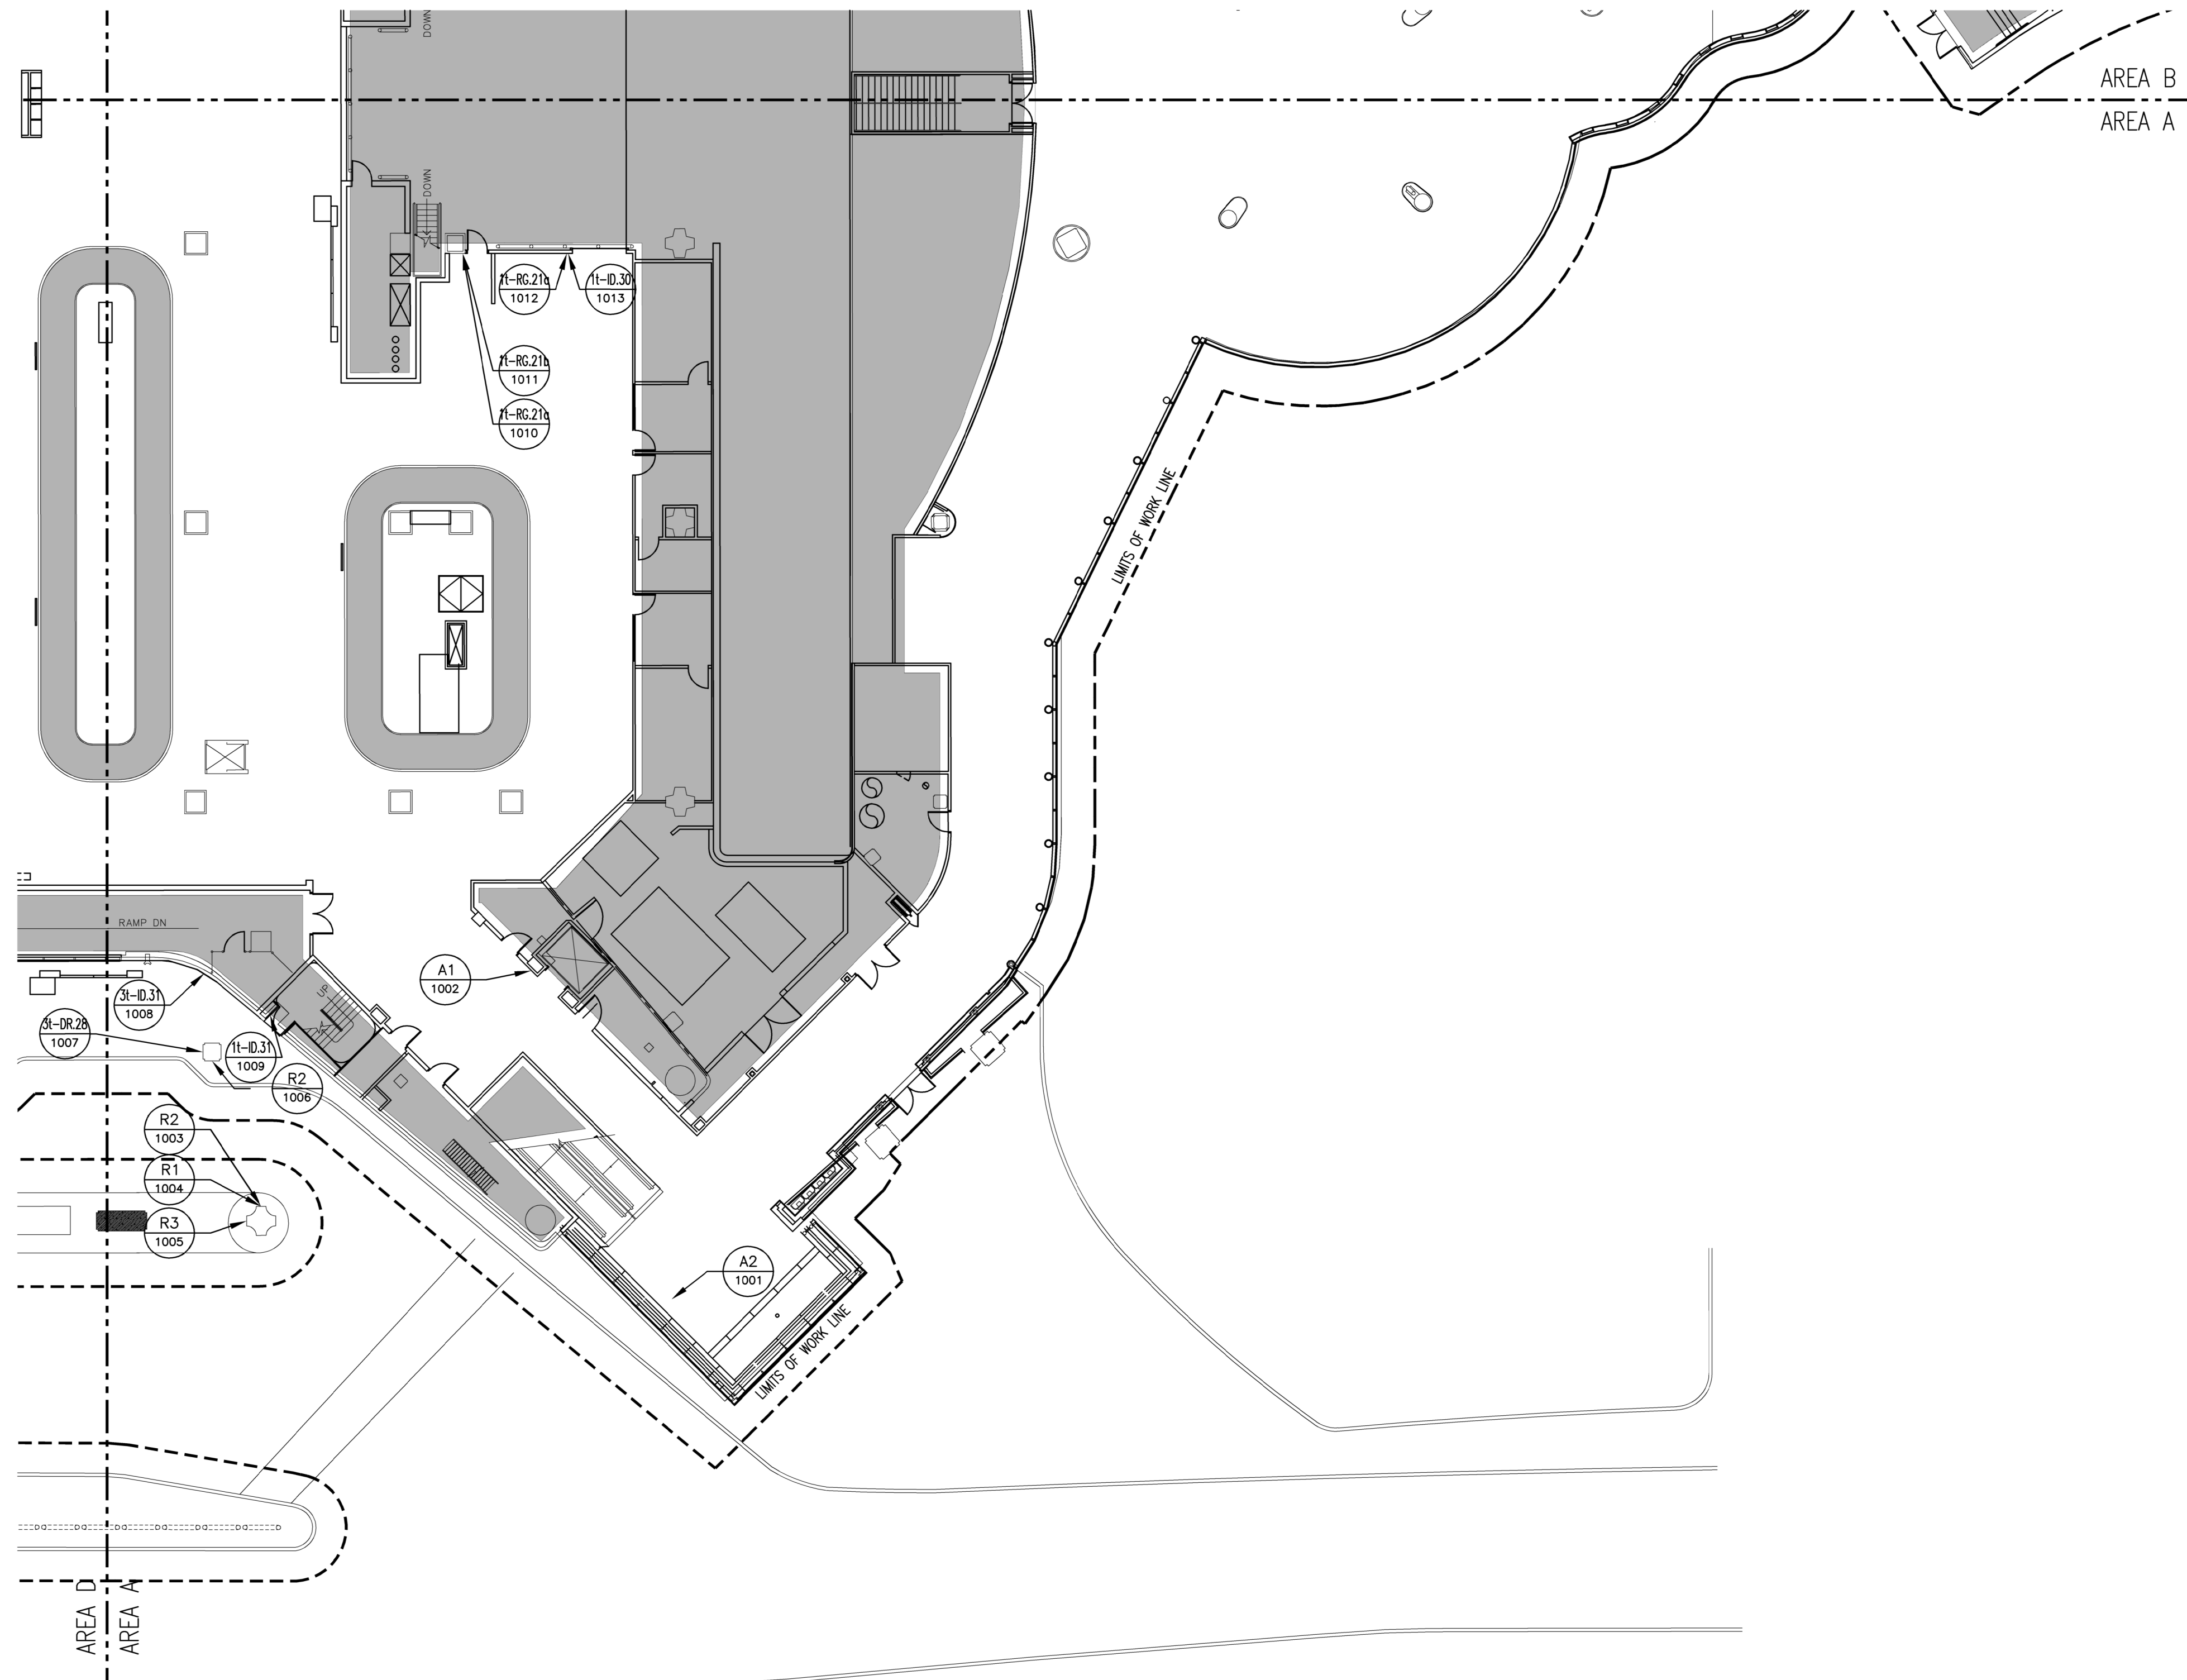 DOWN
AREA B
AREA A
DOWN
1t-RG.21a
1012
1t-ID.30
1013
1t-RG.21b
1011
1t-RG.21a
1010
LIMITS OF WORK LINE
RAMP DN
A1
1002
UP
3t-ID.31
1008
3t-DR.28
1007
1t-ID.31
1009
R2
1006
R2
1003
R1
1004
R3
1005
A2
1001
LIMITS OF WORK LINE
AREA D
AREA A